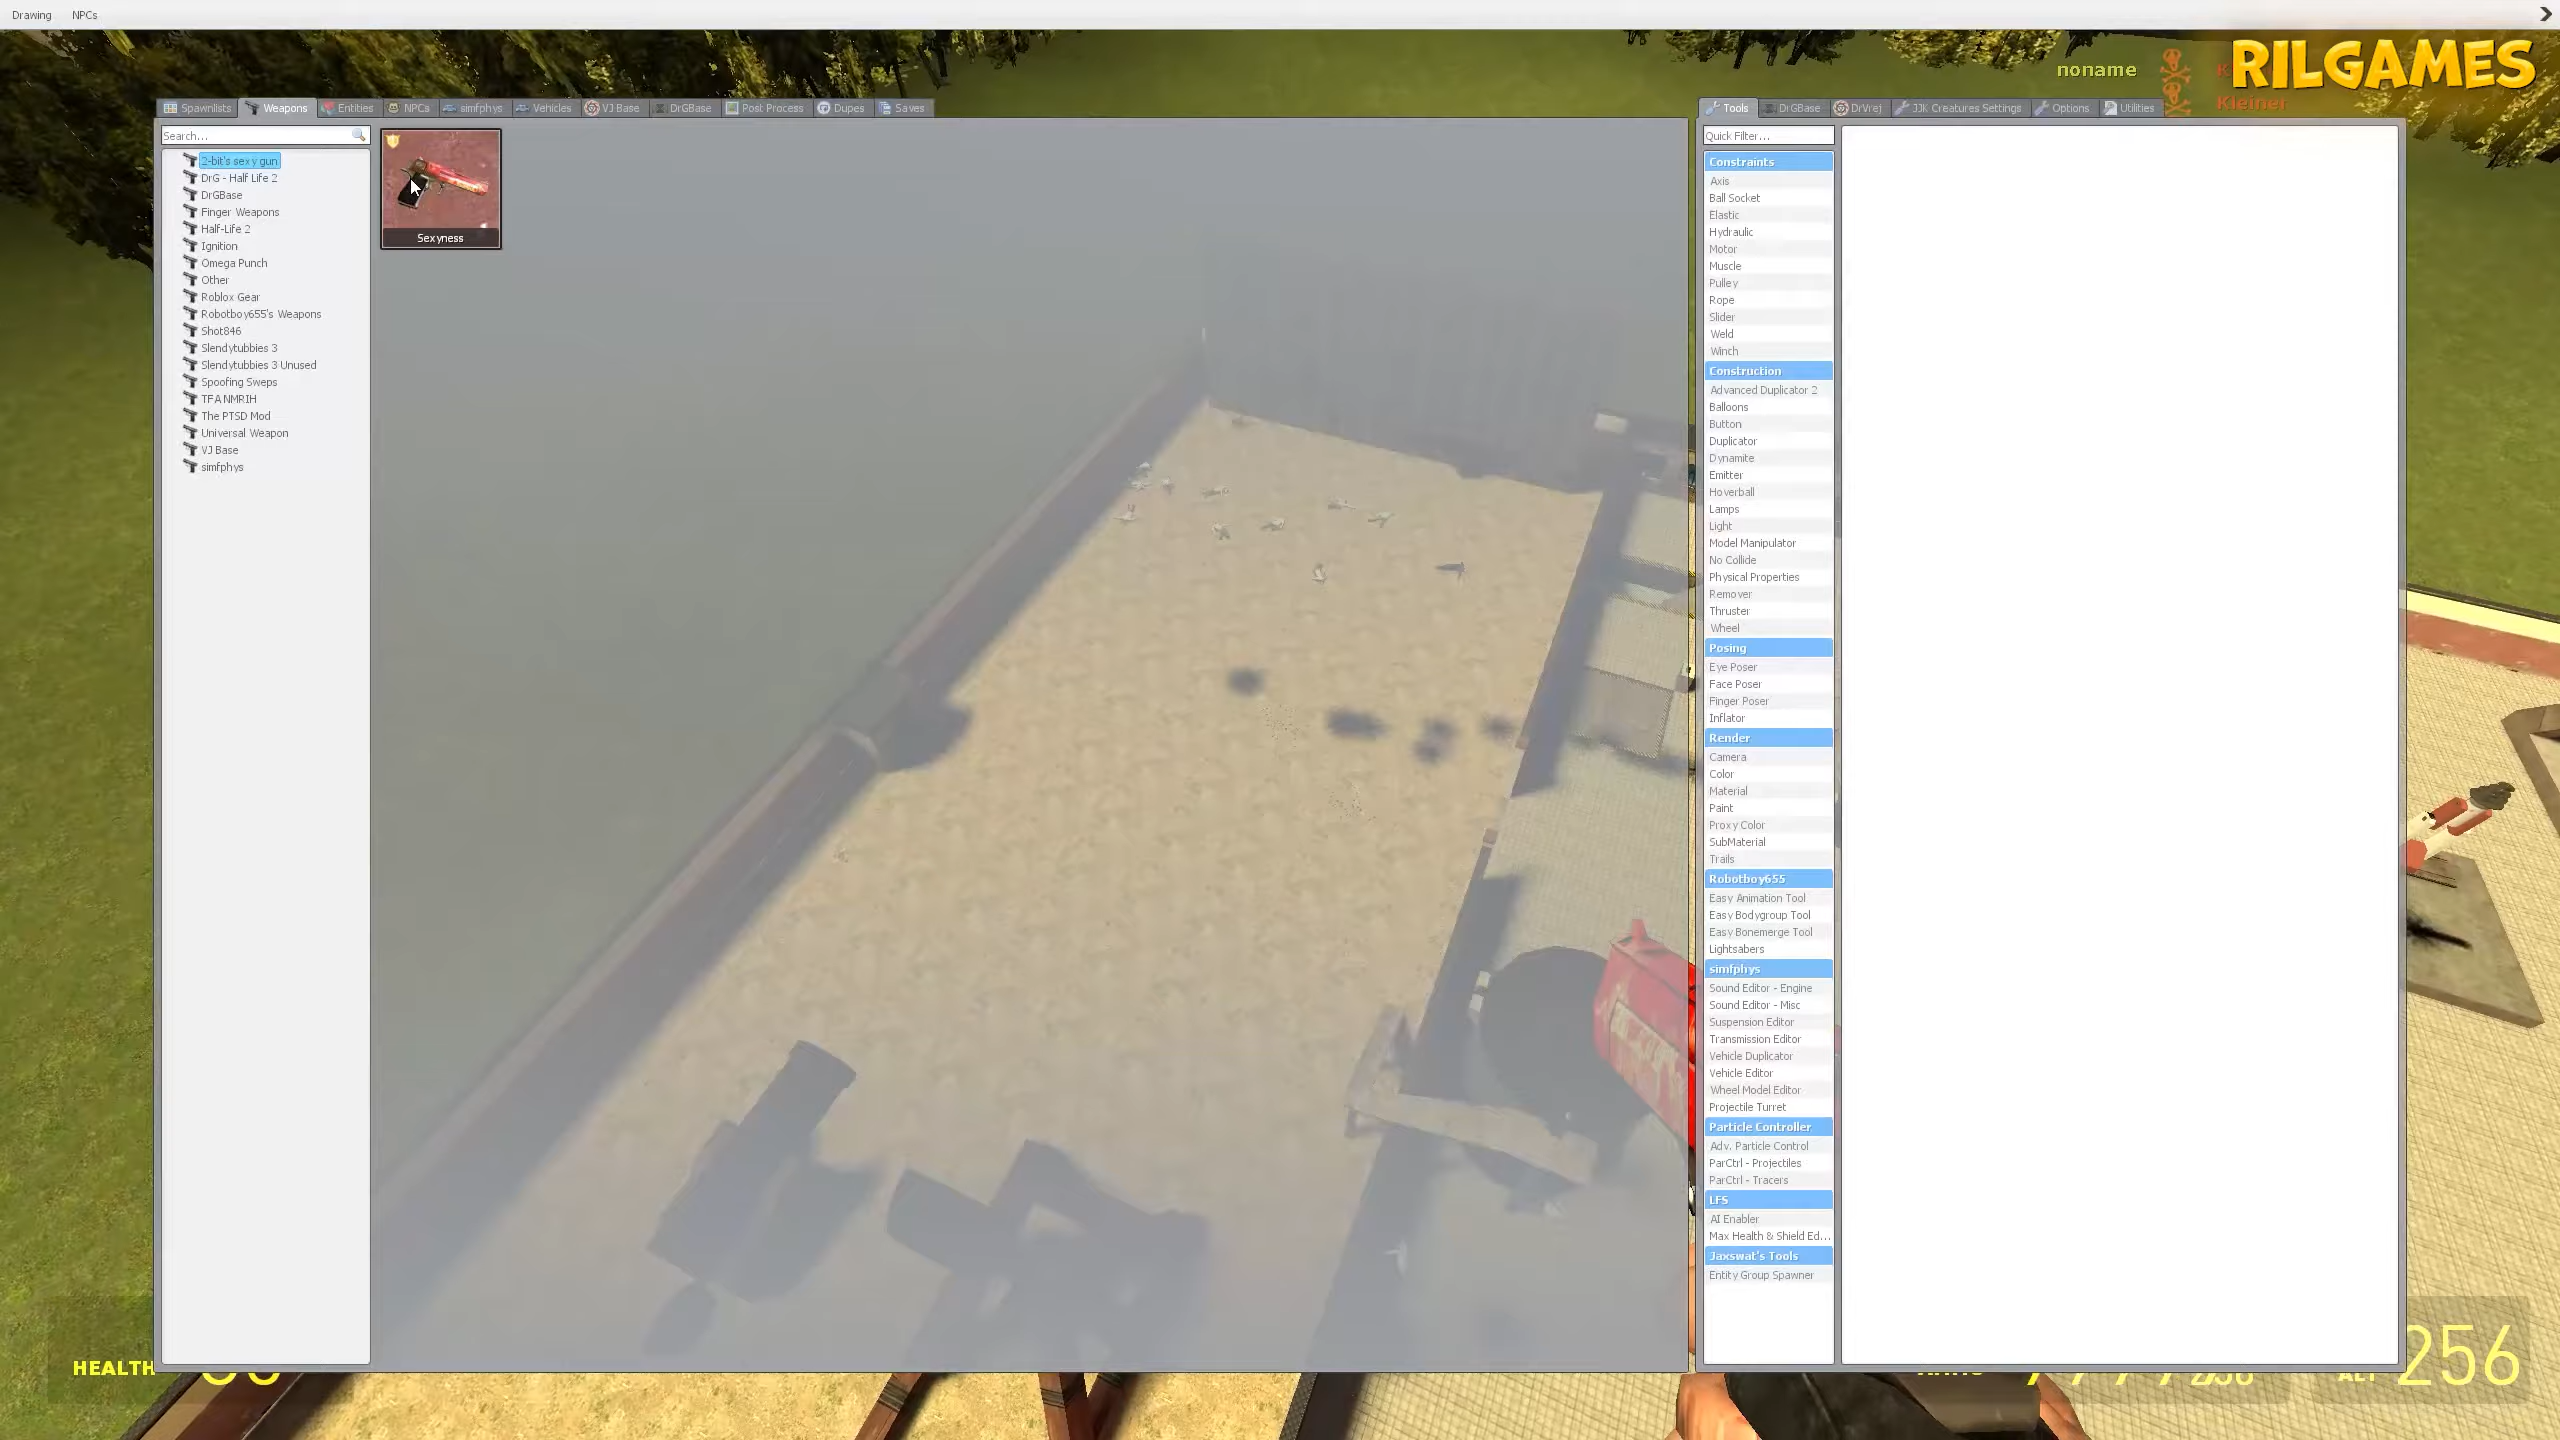 Drawing NPCs
RILGAMES
noname
Kleiner
Spawnlists Weapons Entities NPCs simfphys Vehicles VJ Base DrGBase Post Process Dupes Saves
Search...
2-bit's sexy gun
DrG - Half Life 2
DrGBase
Finger Weapons
Half-Life 2
Ignition
Omega Punch
Other
Roblox Gear
Robotboy655's Weapons
Shot846
Slendytubbies 3
Slendytubbies 3 Unused
Spoofing Sweps
TFA NMRIH
The PTSD Mod
Universal Weapon
VJ Base
simfphys
Sexyness
Tools DrGBase DrVrej JJK Creatures Settings Options Utilities
Quick Filter...
Constraints
Axis
Ball Socket
Elastic
Hydraulic
Motor
Muscle
Pulley
Rope
Slider
Weld
Winch
Construction
Advanced Duplicator 2
Balloons
Button
Duplicator
Dynamite
Emitter
Hoverball
Lamps
Light
Model Manipulator
No Collide
Physical Properties
Remover
Thruster
Wheel
Posing
Eye Poser
Face Poser
Finger Poser
Inflator
Render
Camera
Color
Material
Paint
Proxy Color
SubMaterial
Trails
Robotboy655
Easy Animation Tool
Easy Bodygroup Tool
Easy Bonemerge Tool
Lightsabers
simfphys
Sound Editor - Engine
Sound Editor - Misc
Suspension Editor
Transmission Editor
Vehicle Duplicator
Vehicle Editor
Wheel Model Editor
Projectile Turret
Particle Controller
Adv. Particle Control
ParCtrl - Projectiles
ParCtrl - Tracers
LFS
AI Enabler
Max Health & Shield Ed...
Jaxswat's Tools
Entity Group Spawner
HEALTH
256